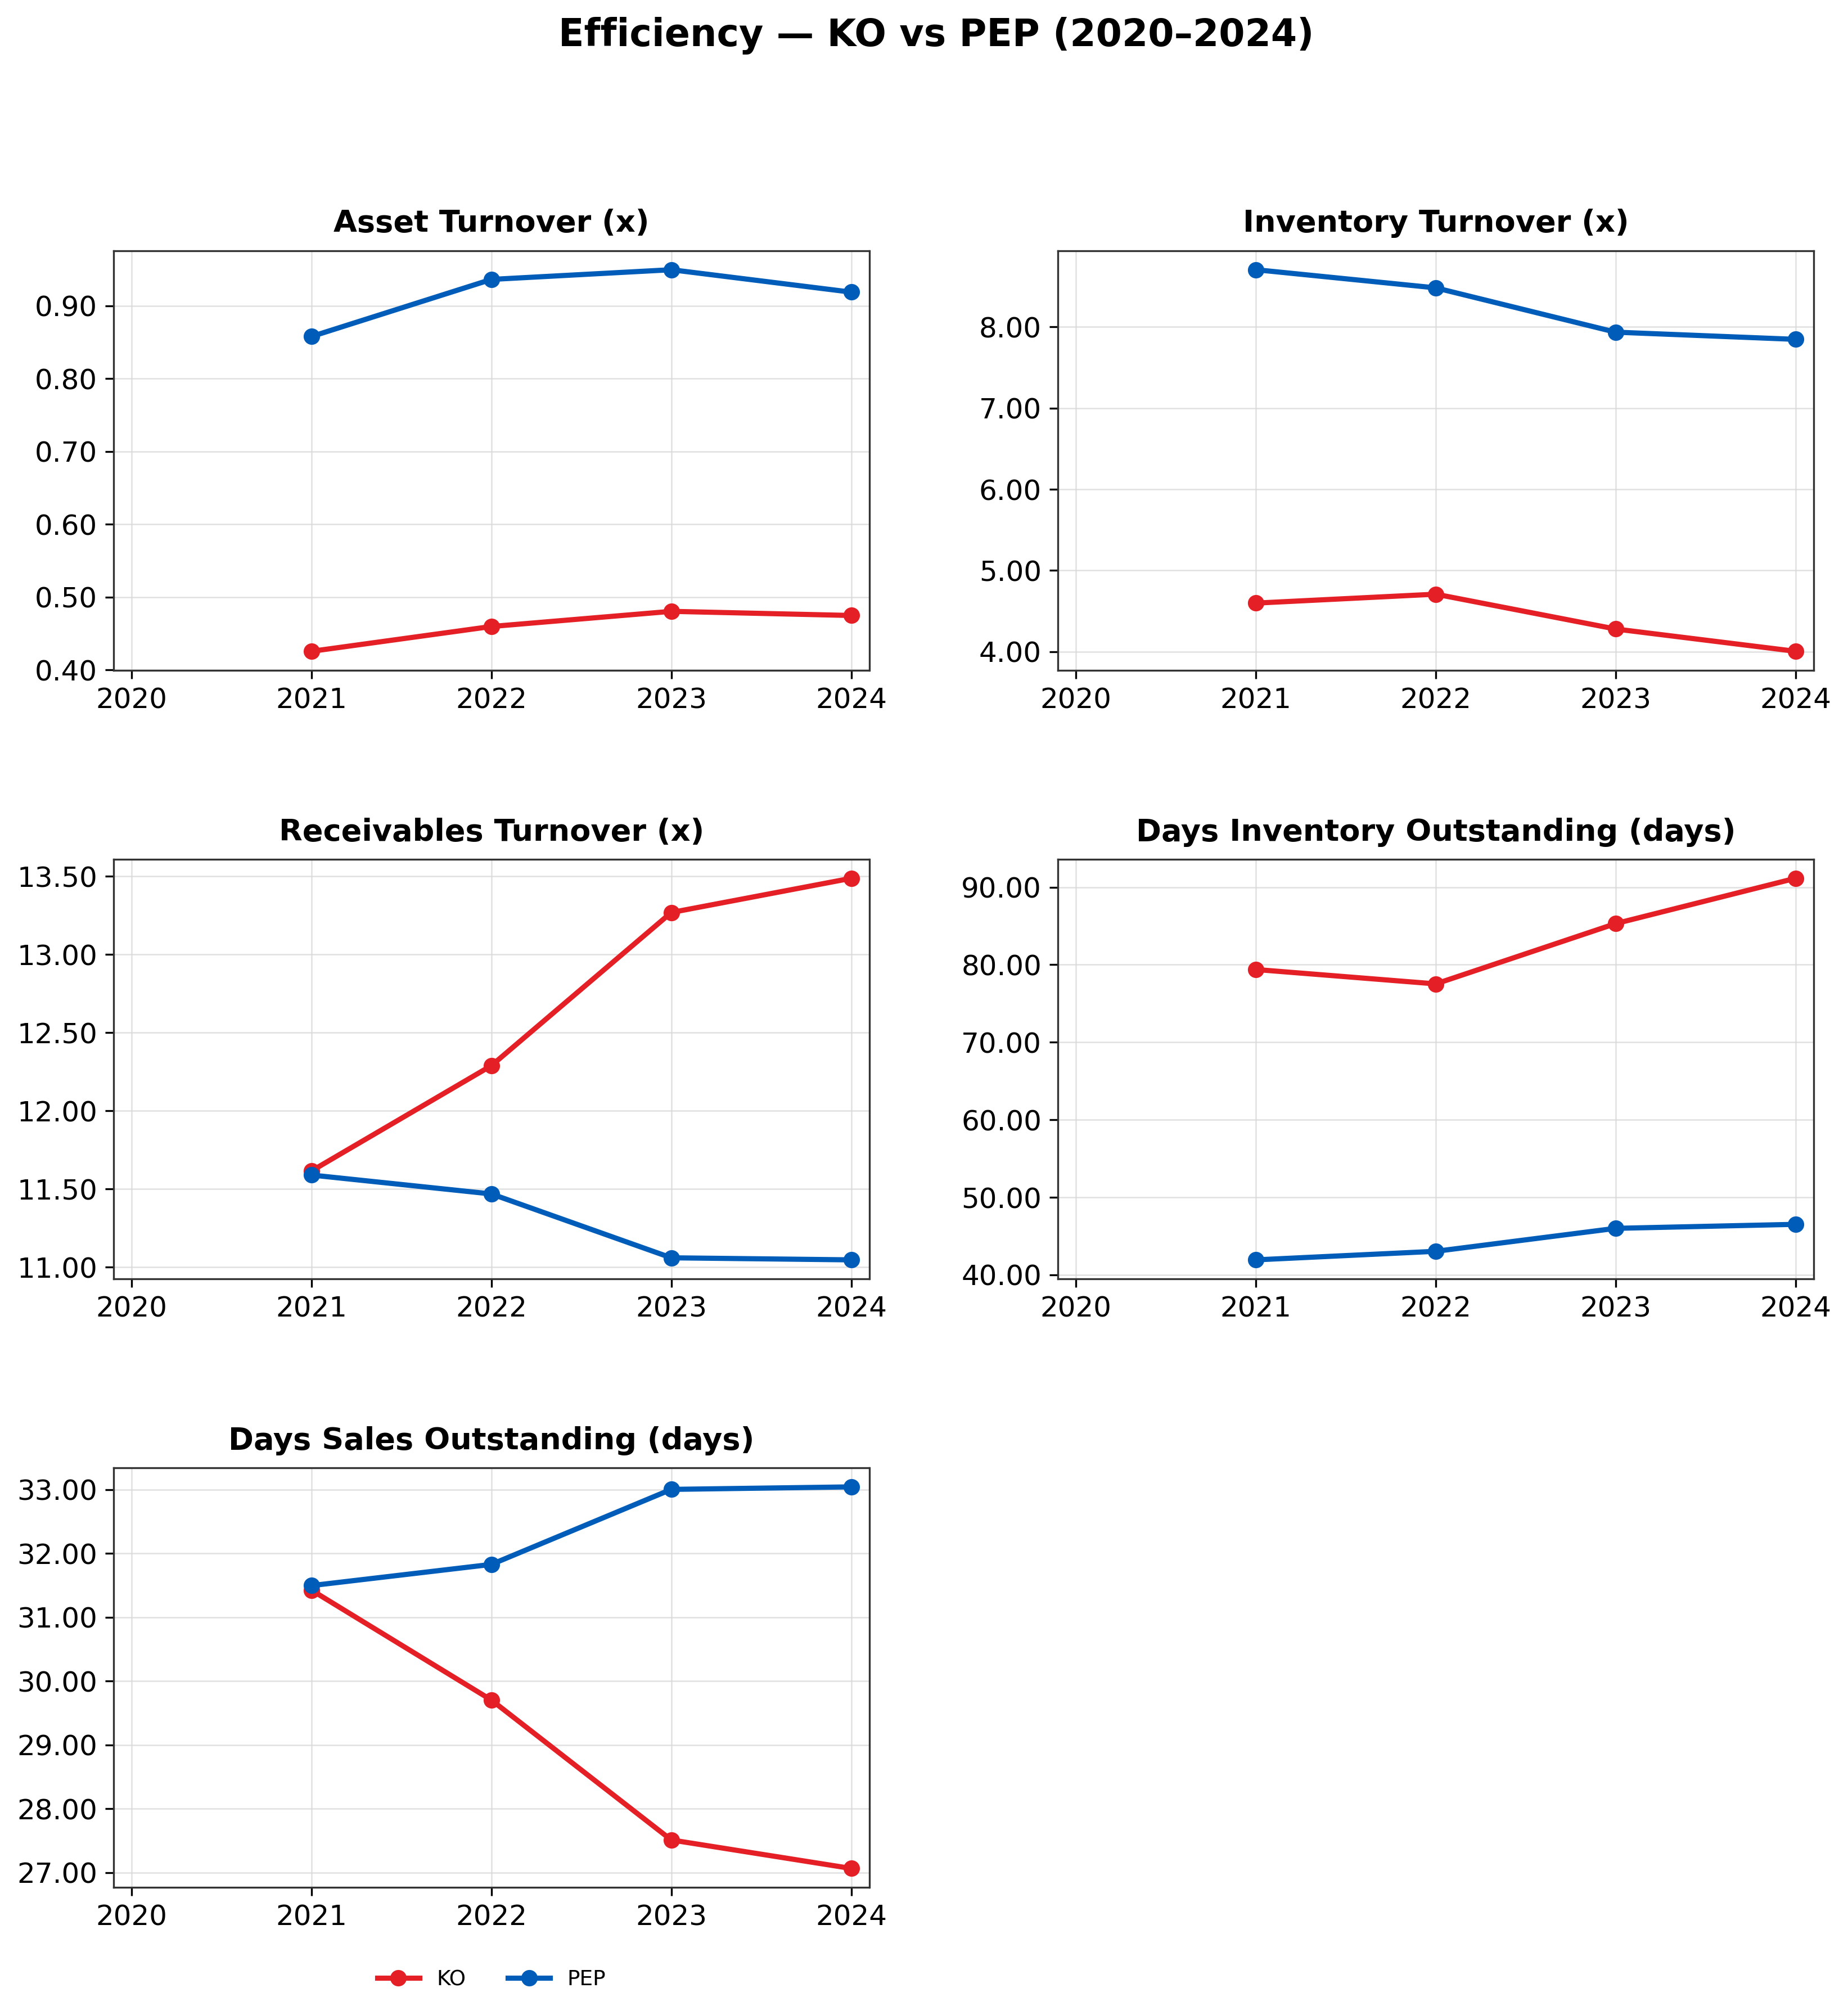 Efficiency — KO vs PEP (2020–2024)
Asset Turnover (x)
0.90
0.80
0.70
0.60
0.50
0.40
2020 2021 2022 2023 2024
Inventory Turnover (x)
8.00
7.00
6.00
5.00
4.00
2020 2021 2022 2023 2024
Receivables Turnover (x)
13.50
13.00
12.50
12.00
11.50
11.00
2020 2021 2022 2023 2024
Days Inventory Outstanding (days)
90.00
80.00
70.00
60.00
50.00
40.00
2020 2021 2022 2023 2024
Days Sales Outstanding (days)
33.00
32.00
31.00
30.00
29.00
28.00
27.00
2020 2021 2022 2023 2024
KO PEP